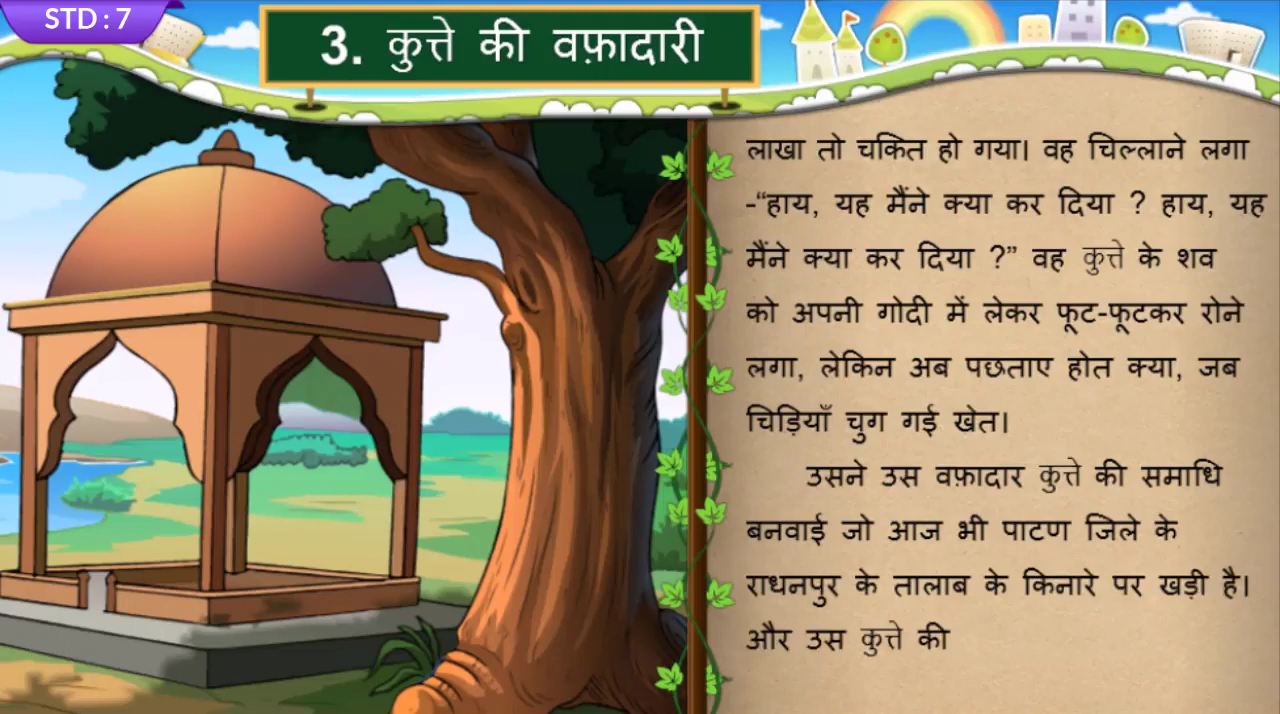 STD : 7
3. कुत्ते की वफ़ादारी
लाखा तो चकित हो गया। वह चिल्लाने लगा
-“हाय, यह मैंने क्या कर दिया ? हाय, यह
मैंने क्या कर दिया ?” वह कुत्ते के शव
को अपनी गोदी में लेकर फूट-फूटकर रोने
लगा, लेकिन अब पछताए होत क्या, जब
चिड़ियाँ चुग गई खेत।
उसने उस वफ़ादार कुत्ते की समाधि
बनवाई जो आज भी पाटण जिले के
राधनपुर के तालाब के किनारे पर खड़ी है।
और उस कुत्ते की